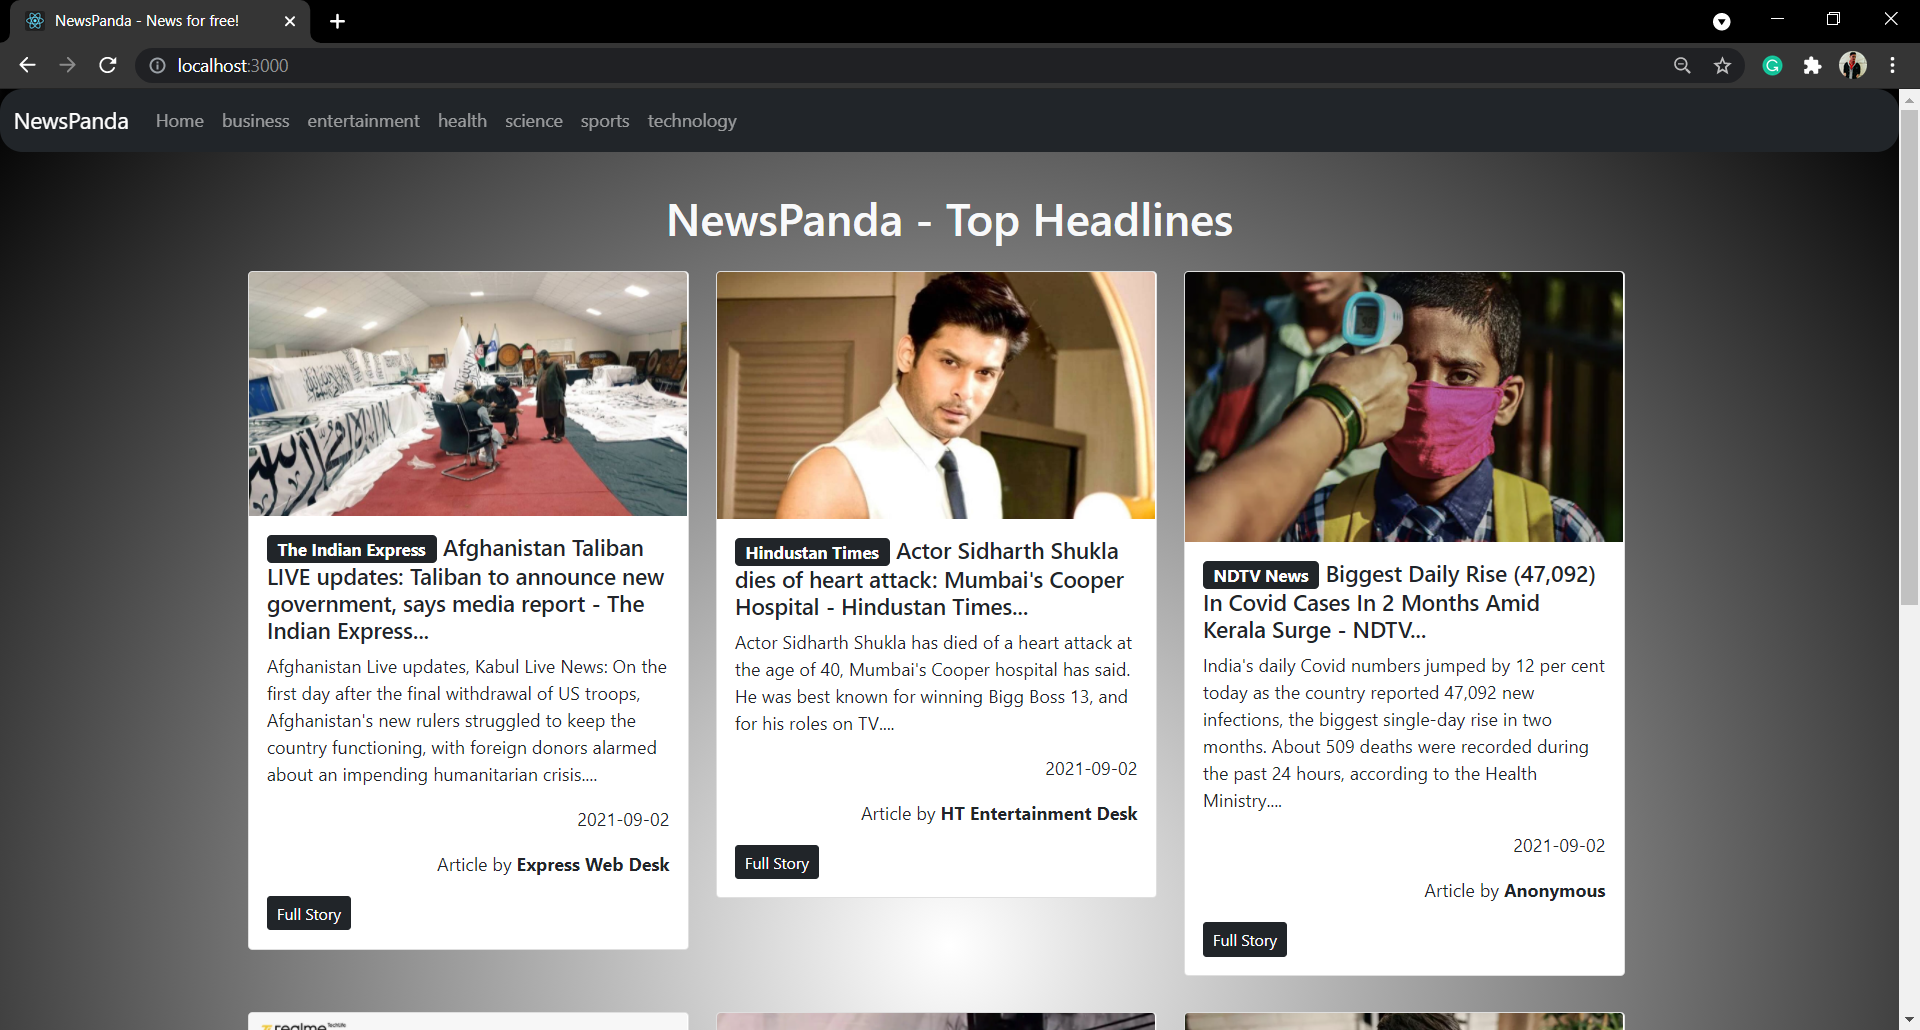 NewsPanda - News for free!
localhost:3000
NewsPanda Home business entertainment health science sports technology
NewsPanda - Top Headlines
The Indian Express Afghanistan Taliban
LIVE updates: Taliban to announce new
government, says media report - The
Indian Express...
Afghanistan Live updates, Kabul Live News: On the
first day after the final withdrawal of US troops,
Afghanistan's new rulers struggled to keep the
country functioning, with foreign donors alarmed
about an impending humanitarian crisis....
2021-09-02
Article by Express Web Desk
Full Story
Hindustan Times Actor Sidharth Shukla
dies of heart attack: Mumbai's Cooper
Hospital - Hindustan Times...
Actor Sidharth Shukla has died of a heart attack at
the age of 40, Mumbai's Cooper hospital has said.
He was best known for winning Bigg Boss 13, and
for his roles on TV....
2021-09-02
Article by HT Entertainment Desk
Full Story
NDTV News Biggest Daily Rise (47,092)
In Covid Cases In 2 Months Amid
Kerala Surge - NDTV...
India's daily Covid numbers jumped by 12 per cent
today as the country reported 47,092 new
infections, the biggest single-day rise in two
months. About 509 deaths were recorded during
the past 24 hours, according to the Health
Ministry....
2021-09-02
Article by Anonymous
Full Story
realme TechLife